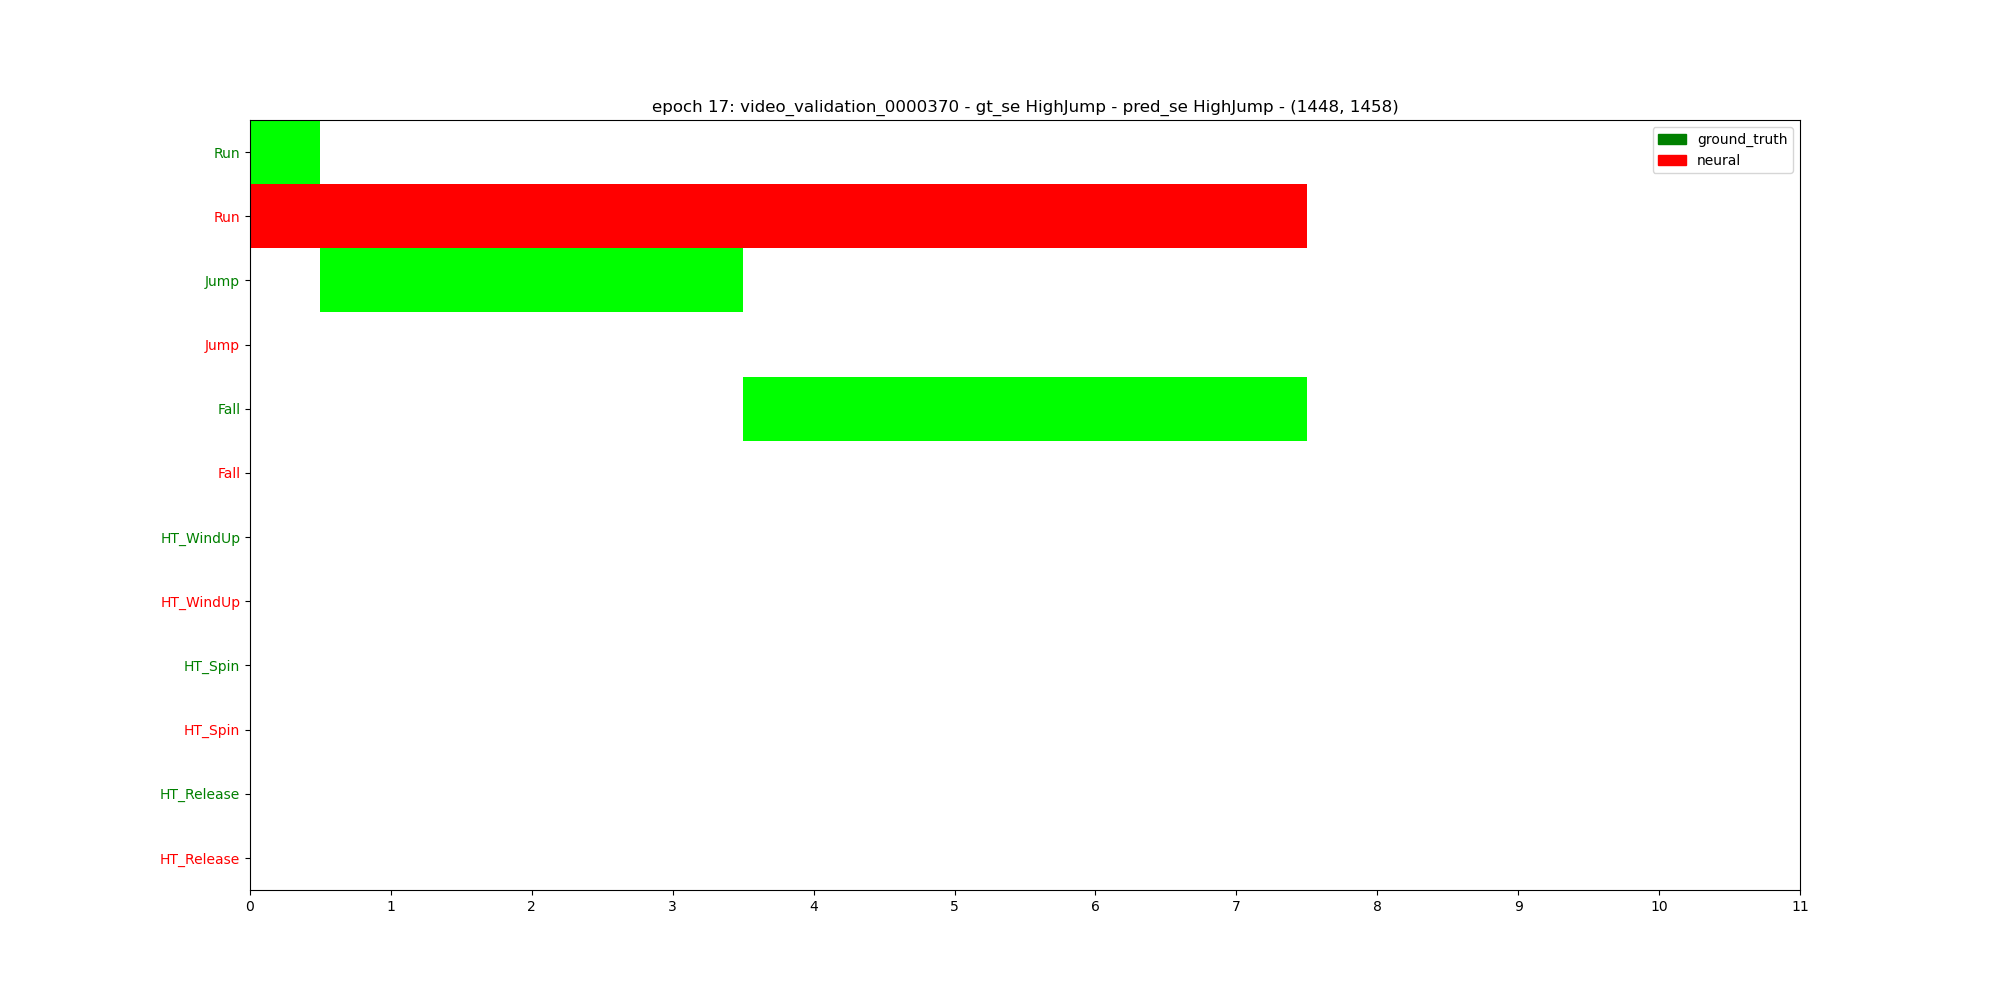 epoch 17: video_validation_0000370 - gt_se HighJump - pred_se HighJump - (1448, 1458)
ground_truth
neural
Run
Run
Jump
Jump
Fall
Fall
HT_WindUp
HT_WindUp
HT_Spin
HT_Spin
HT_Release
HT_Release
0 1 2 3 4 5 6 7 8 9 10 11